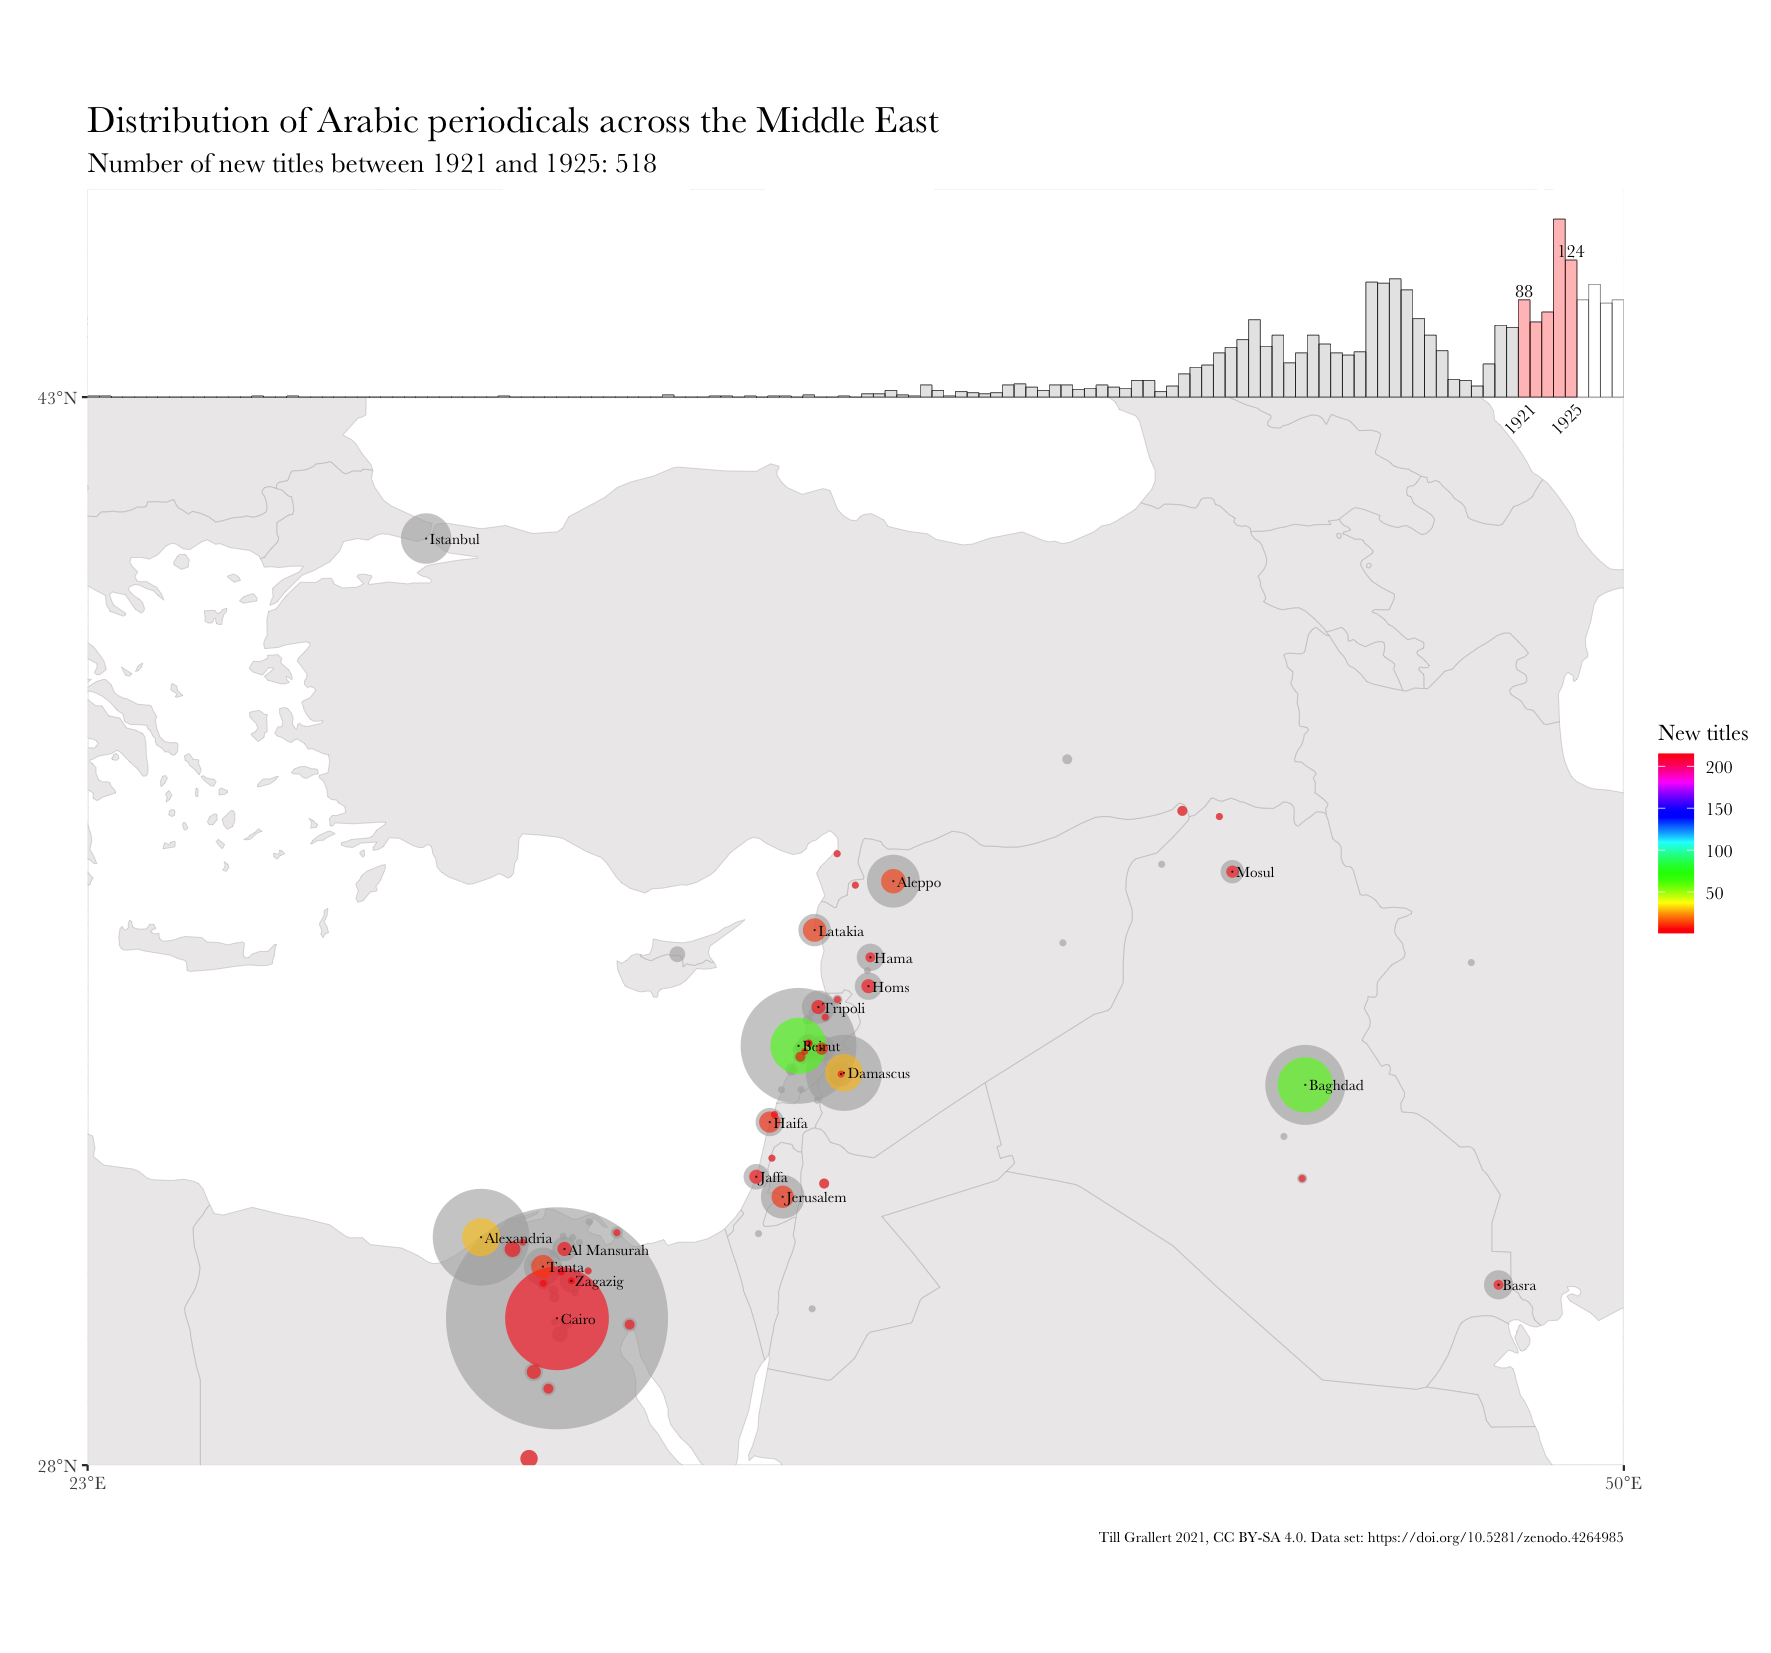 Distribution of Arabic periodicals across the Middle East
Number of new titles between 1921 and 1925: 518
124
88
43°N
1921
1925
Istanbul
New titles
200
150
100
50
Mosul
Aleppo
Latakia
Hama
Homs
Tripoli
Beirut
Damascus
Baghdad
Haifa
Jaffa
Jerusalem
Alexandria
Al Mansurah
Tanta
Zagazig
Basra
Cairo
28°N
23°E
50°E
Till Grallert 2021, CC BY-SA 4.0. Data set: https://doi.org/10.5281/zenodo.4264985